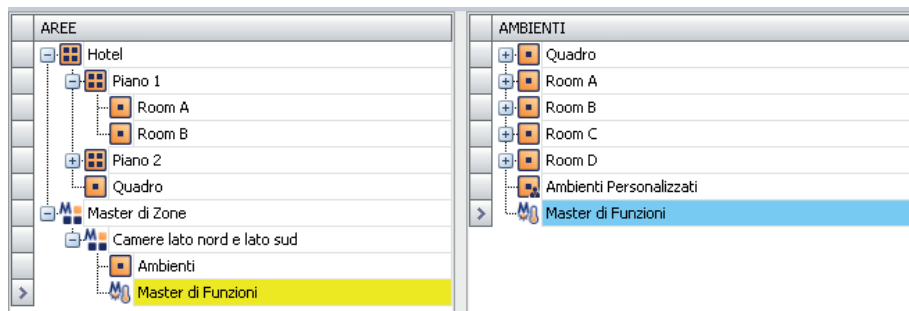 AREE
Hotel
Piano 1
Room A
Room B
Piano 2
Quadro
Master di Zone
Camere lato nord e lato sud
Ambienti
Master di Funzioni
AMBIENTI
Quadro
Room A
Room B
Room C
Room D
Ambienti Personalizzati
Master di Funzioni